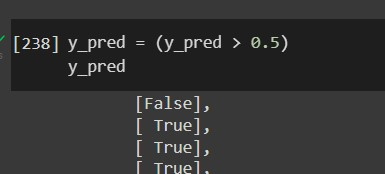 [238] y_pred = (y_pred > 0.5)
y_pred
[False],
[ True],
[ True],
[ True],